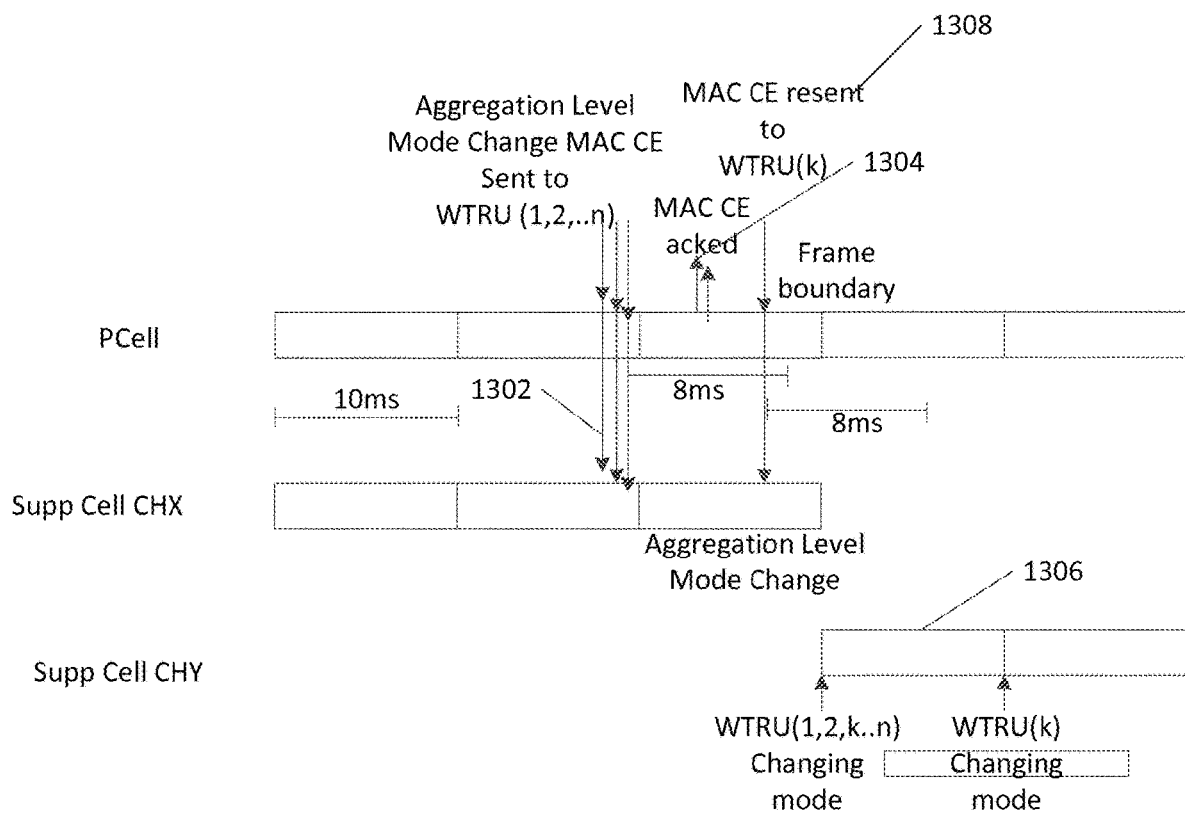 1308
Aggregation Level
Mode Change MAC CE
Sent to
WTRU (1,2,..n)
MAC CE resent
to
WTRU(k)
1304
MAC CE
acked
Frame
boundary
PCell
10ms
1302
8ms
8ms
Supp Cell CHX
Aggregation Level
Mode Change
1306
Supp Cell CHY
WTRU(1,2,k..n)
Changing
mode
WTRU(k)
Changing
mode